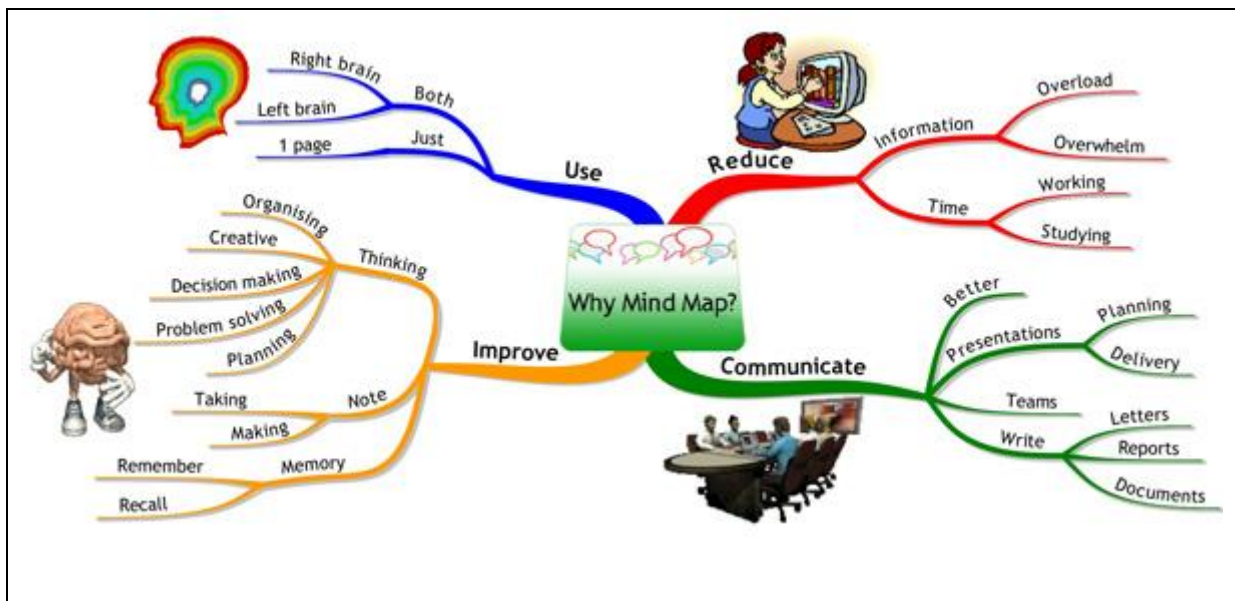 Why Mind Map?
Use
Both
Right brain
Left brain
Just
1 page
Reduce
Information
Overload
Overwhelm
Time
Working
Studying
Improve
Thinking
Organising
Creative
Decision making
Problem solving
Planning
Note
Taking
Making
Memory
Remember
Recall
Communicate
Better
Presentations
Planning
Delivery
Teams
Write
Letters
Reports
Documents